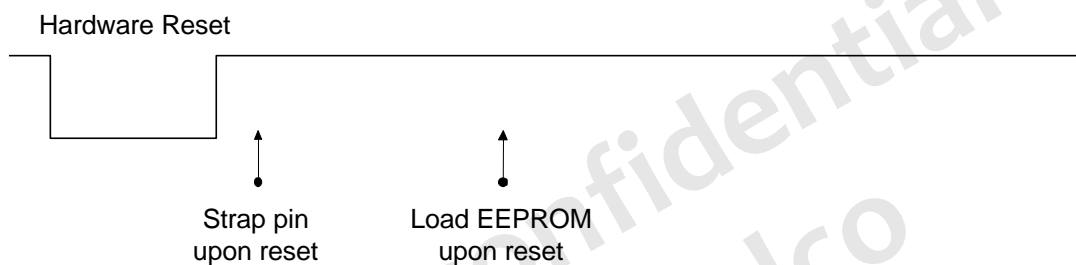 Hardware Reset
Strap pin
upon reset
Load EEPROM
upon reset